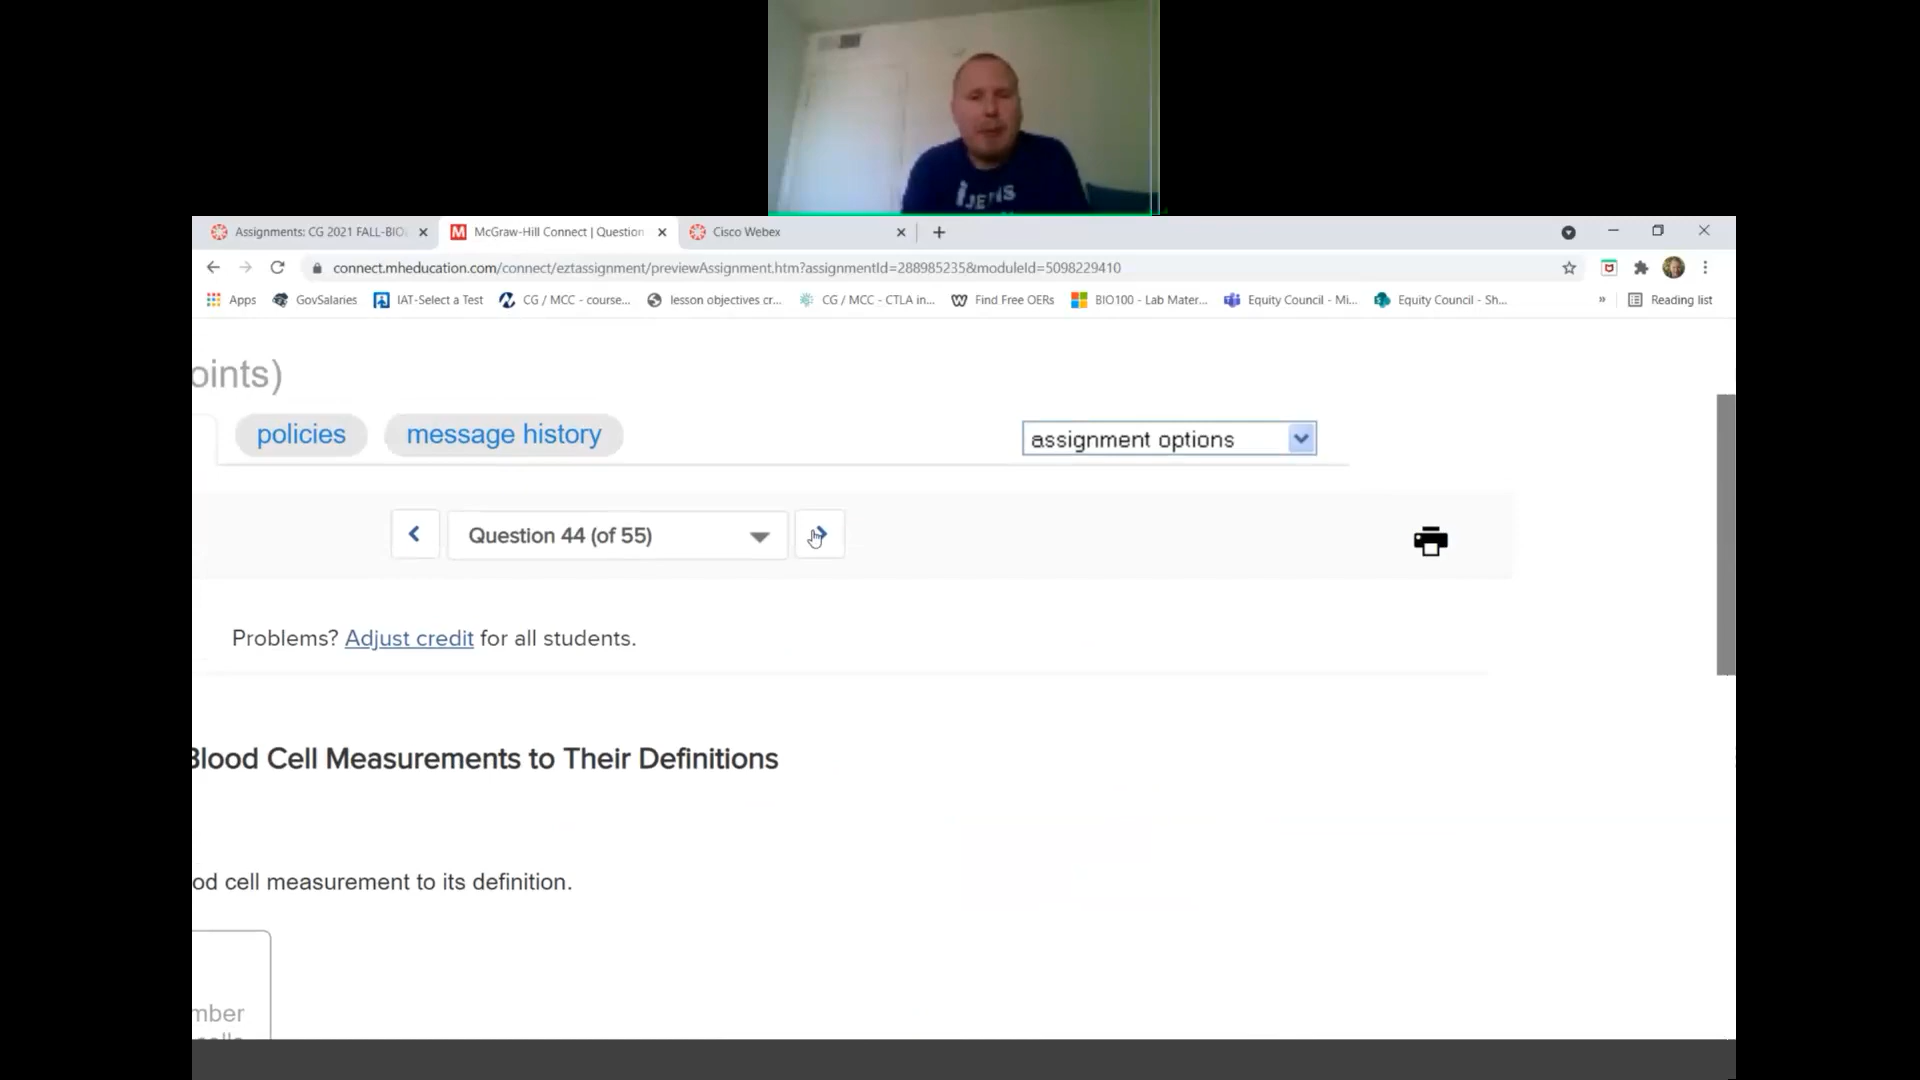 iJEMS
Assignments: CG 2021 FALL-BIO
McGraw-Hill Connect | Question
Cisco Webex
connect.mheducation.com/connect/eztassignment/previewAssignment.htm?assignmentId=288985235&moduleId=5098229410
Apps GovSalaries IAT-Select a Test CG / MCC - course... lesson objectives cr... CG / MCC - CTLA in... Find Free OERs BIO100 - Lab Mater... Equity Council - Mi... Equity Council - Sh... » Reading list
oints)
policies message history assignment options
Question 44 (of 55)
Problems? Adjust credit for all students.
Blood Cell Measurements to Their Definitions
od cell measurement to its definition.
mber
cells